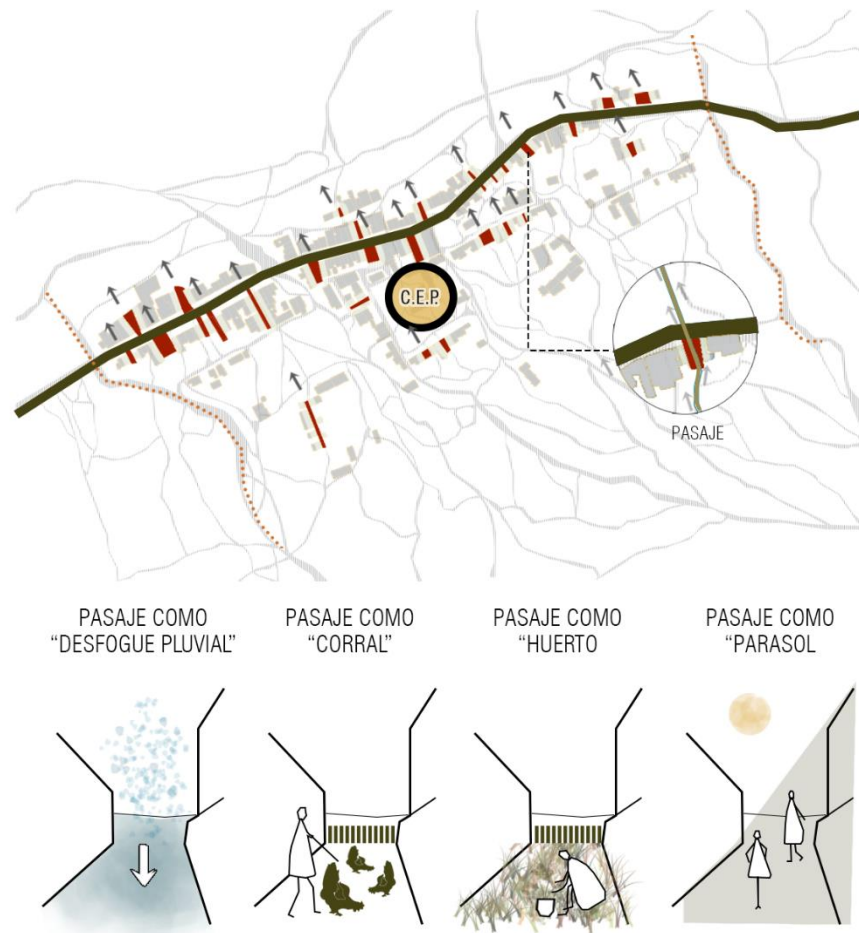 C.E.P.
PASAJE
PASAJE COMO
“DESFOGUE PLUVIAL”
PASAJE COMO
“CORRAL”
PASAJE COMO
“HUERTO
PASAJE COMO
“PARASOL